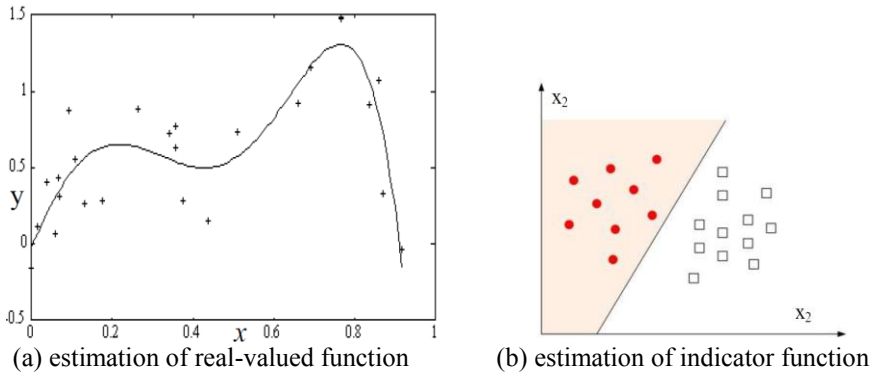 1.5
1
0.5
0
-0.5
y
0
0.2
0.4
0.6
0.8
1
x
(a) estimation of real-valued function
x₂
x₂
(b) estimation of indicator function